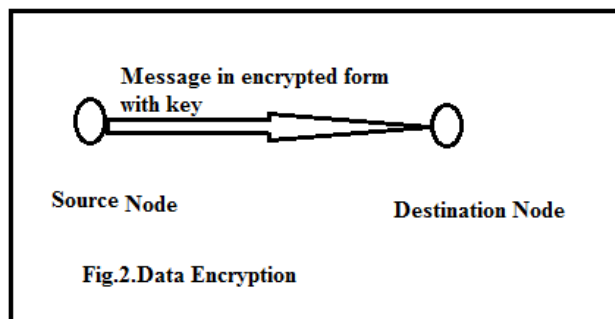 Message in encrypted form
with key
Source Node
Destination Node
Fig.2.Data Encryption